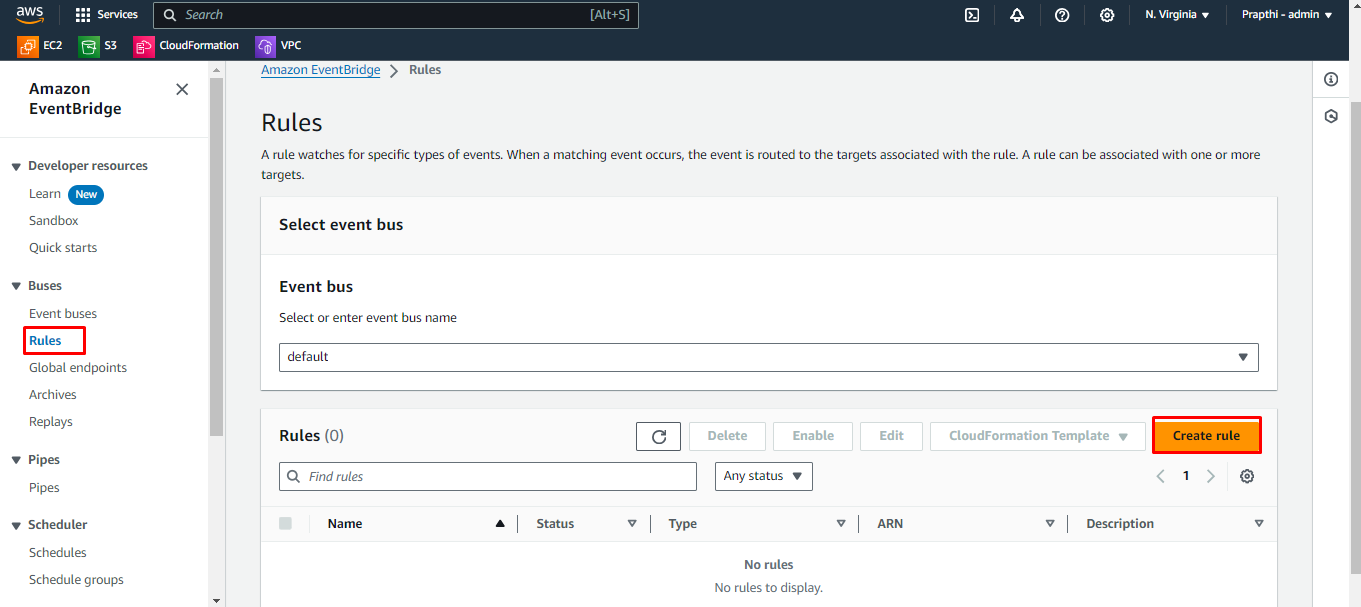 aws
Services
Search
[Alt+S]
N. Virginia
Prapthi - admin
EC2
S3
CloudFormation
VPC
Amazon
EventBridge
Developer resources
Learn New
Sandbox
Quick starts
Buses
Event buses
Rules
Global endpoints
Archives
Replays
Pipes
Pipes
Scheduler
Schedules
Schedule groups
Amazon EventBridge
Rules
Rules
A rule watches for specific types of events. When a matching event occurs, the event is routed to the targets associated with the rule. A rule can be associated with one or more
targets.
Select event bus
Event bus
Select or enter event bus name
default
Rules (0)
Delete
Enable
Edit
CloudFormation Template
Create rule
Find rules
Any status
1
Name
Status
Type
ARN
Description
No rules
No rules to display.